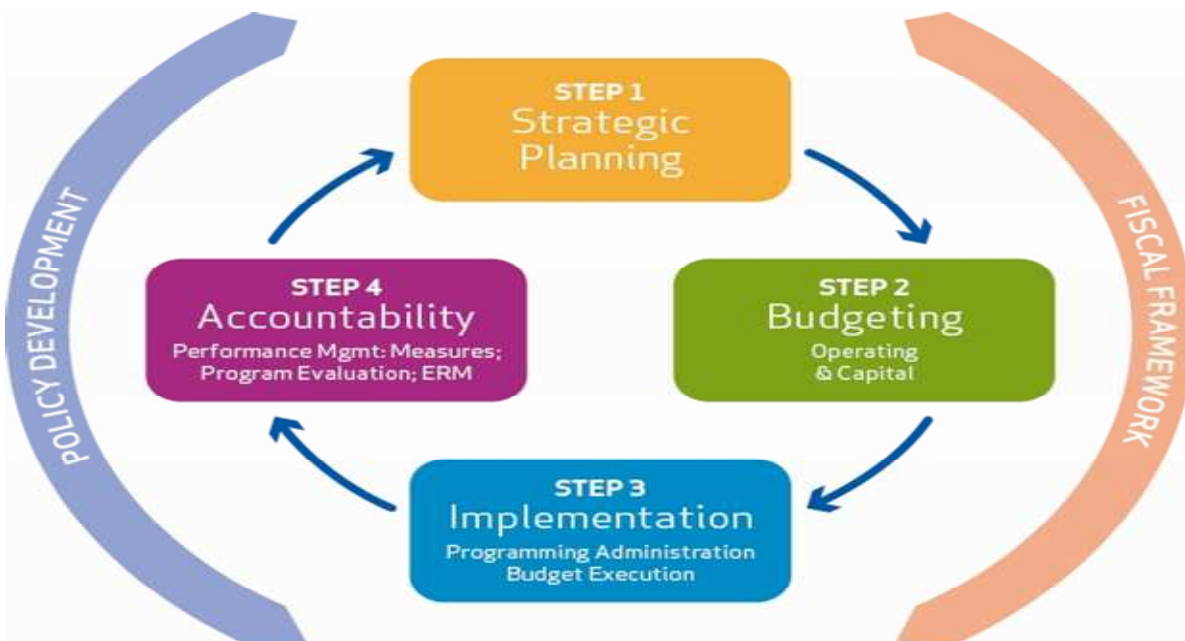 STEP 1
Strategic
Planning
STEP 2
Budgeting
Operating
& Capital
STEP 3
Implementation
Programming Administration
Budget Execution
STEP 4
Accountability
Performance Mgmt: Measures;
Program Evaluation; ERM
POLICY DEVELOPMENT
FISCAL FRAMEWORK